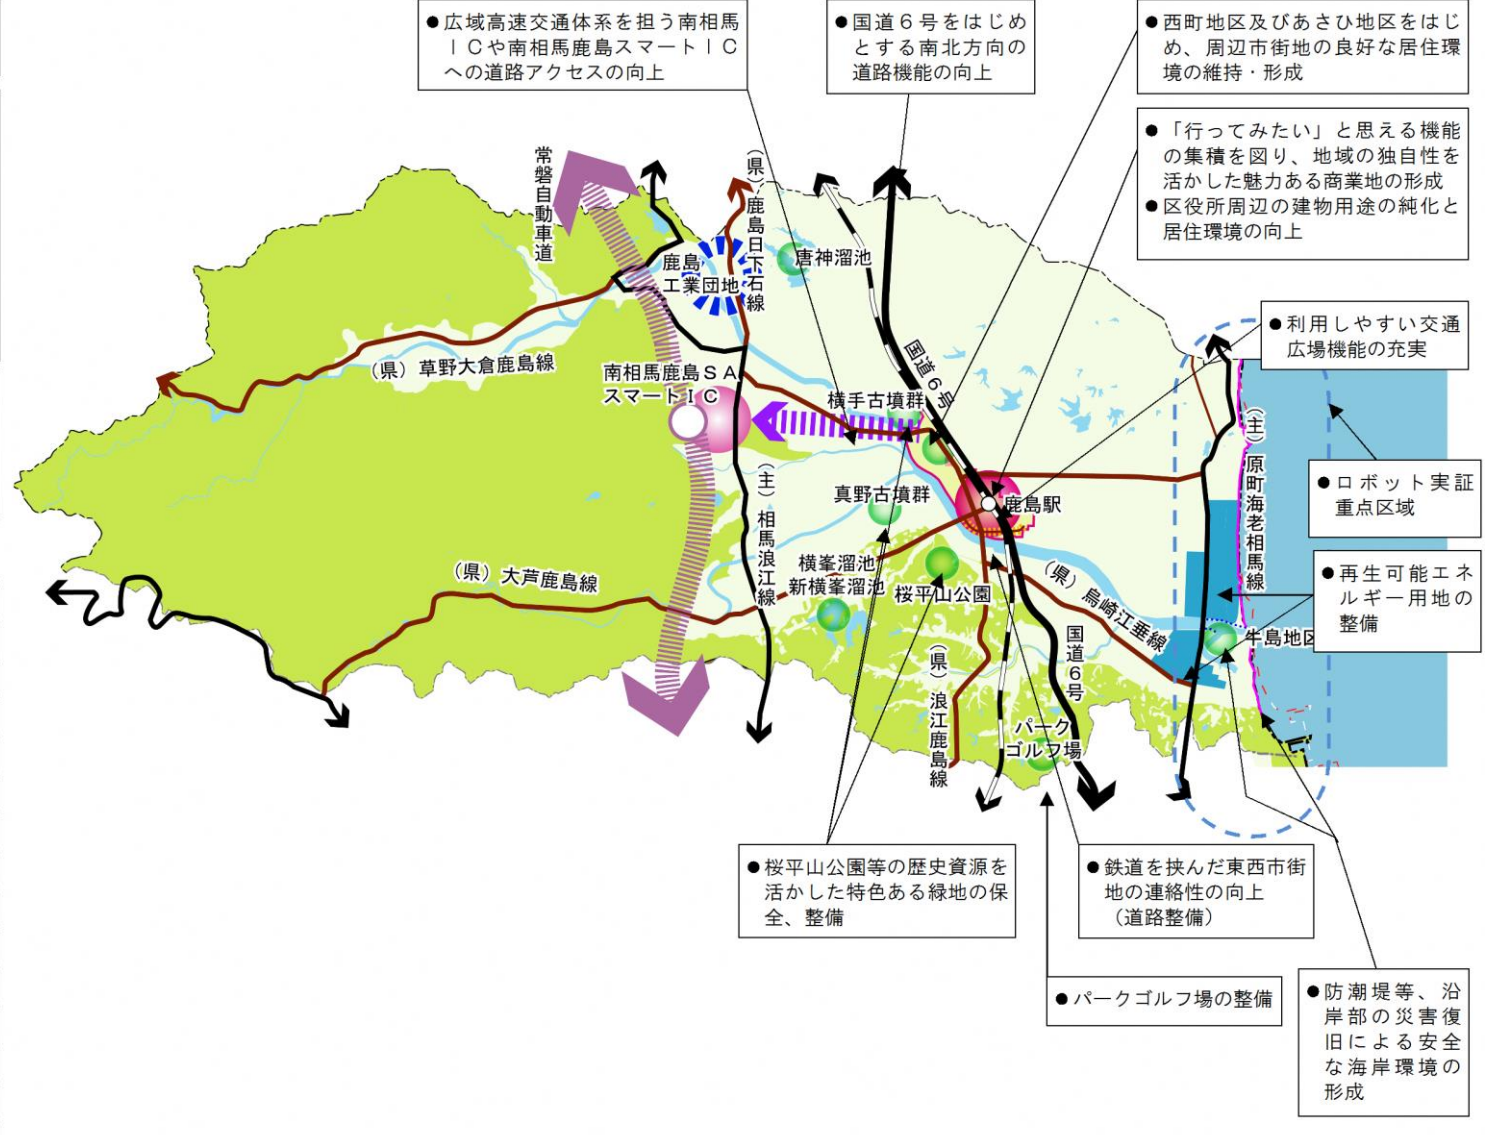 ●広域高速交通体系を担う南相馬
ＩＣや南相馬鹿島スマートＩＣ
への道路アクセスの向上
●国道６号をはじめ
とする南北方向の
道路機能の向上
●西町地区及びあさひ地区をはじ
め、周辺市街地の良好な居住環
境の維持・形成
●「行ってみたい」と思える機能
の集積を図り、地域の独自性を
活かした魅力ある商業地の形成
●区役所周辺の建物用途の純化と
居住環境の向上
●利用しやすい交通
広場機能の充実
●ロボット実証
重点区域
●再生可能エネ
ルギー用地の
整備
常磐自動車道
（県）鹿島日下石線
鹿島
工業団地
唐神溜池
国道６号
（県）草野大倉鹿島線
南相馬鹿島ＳＡ
スマートＩＣ
横手古墳群
真野古墳群
鹿島駅
（主）原町海老相馬線
（主）相馬浪江線
（県）大芦鹿島線
横峯溜池
新横峯溜池
桜平山公園
（県）烏崎江垂線
国道６号
牛島地区
（県）浪江鹿島線
パーク
ゴルフ場
●桜平山公園等の歴史資源を
活かした特色ある緑地の保
全、整備
●鉄道を挟んだ東西市街
地の連絡性の向上
（道路整備）
●パークゴルフ場の整備
●防潮堤等、沿
岸部の災害復
旧による安全
な海岸環境の
形成